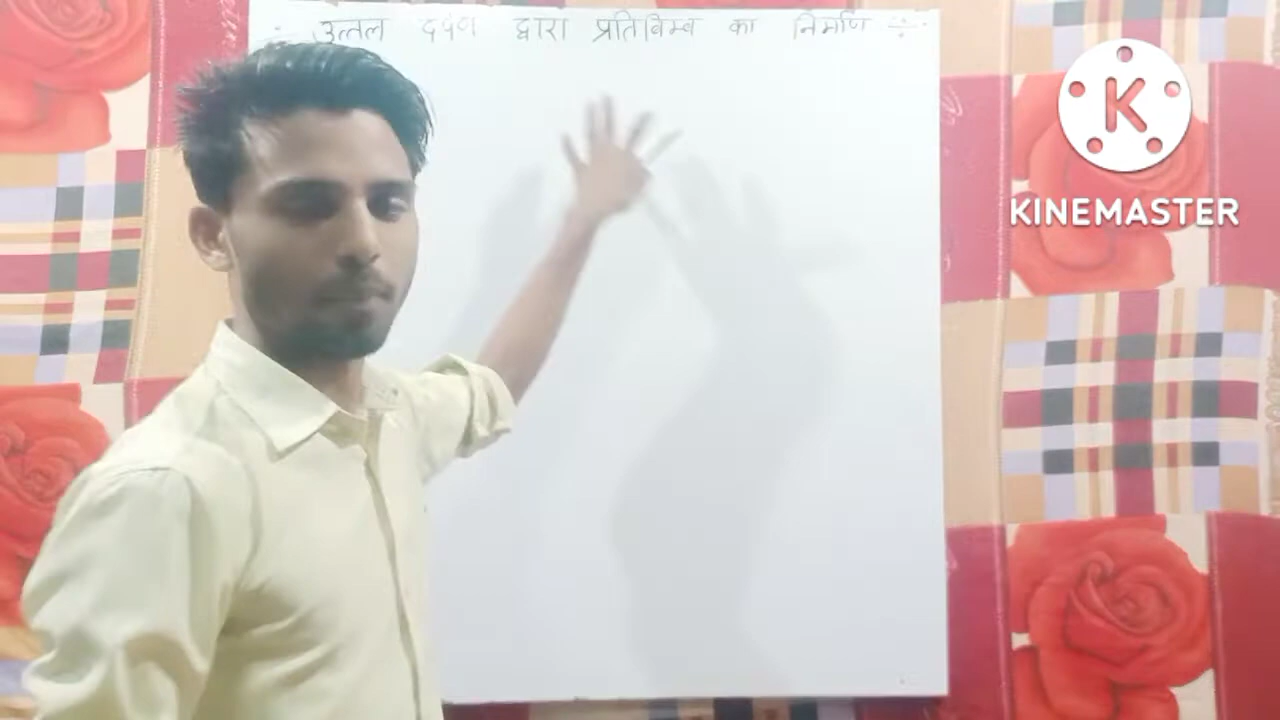 ÷ उत्तल दर्पण द्वारा प्रतिबिम्ब का निर्माण ÷
K
KINEMASTER